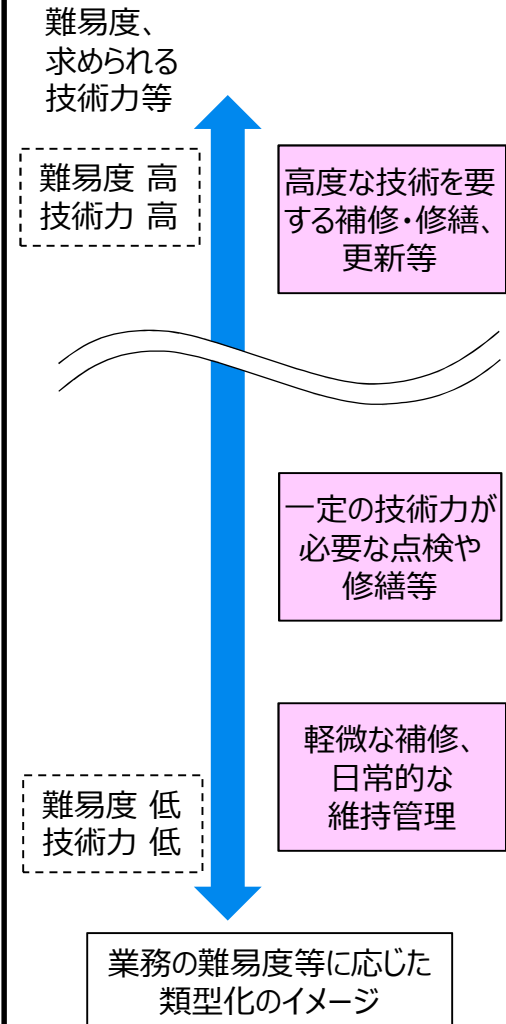 難易度、
求められる
技術力等
難易度 高
技術力 高
高度な技術を要
する補修・修繕、
更新等
一定の技術力が
必要な点検や
修繕等
軽微な補修、
日常的な
維持管理
難易度 低
技術力 低
業務の難易度等に応じた
類型化のイメージ